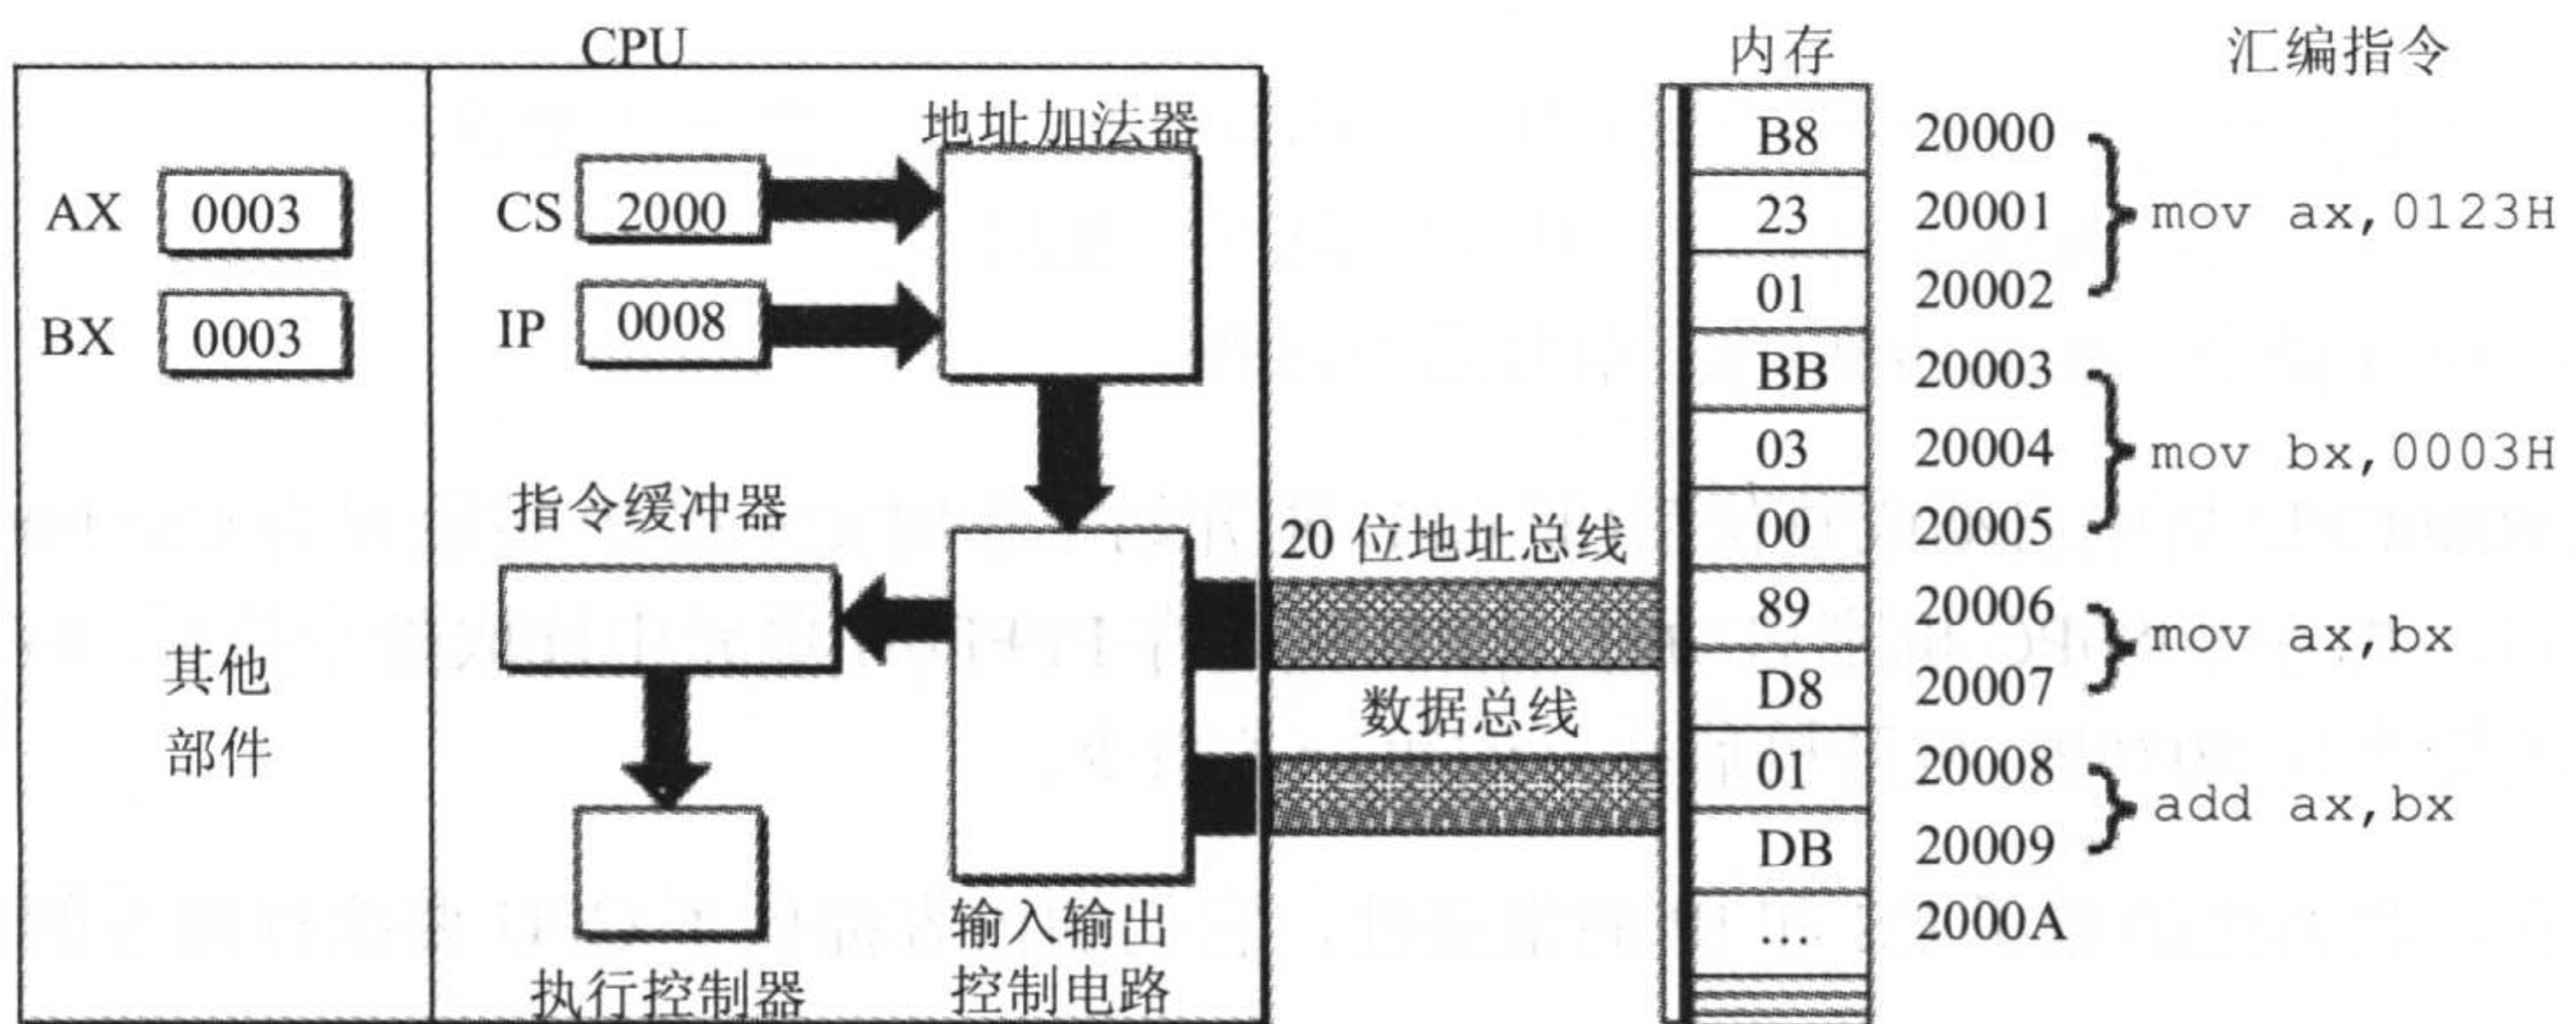 CPU
地址加法器
AX 0003
BX 0003
CS 2000
IP 0008
指令缓冲器
其他
部件
执行控制器
输入输出
控制电路
20 位地址总线
数据总线
内存
汇编指令
B8 20000
23 20001 mov ax,0123H
01 20002
BB 20003
03 20004 mov bx,0003H
00 20005
89 20006 mov ax,bx
D8 20007
01 20008 add ax,bx
DB 20009
… 2000A